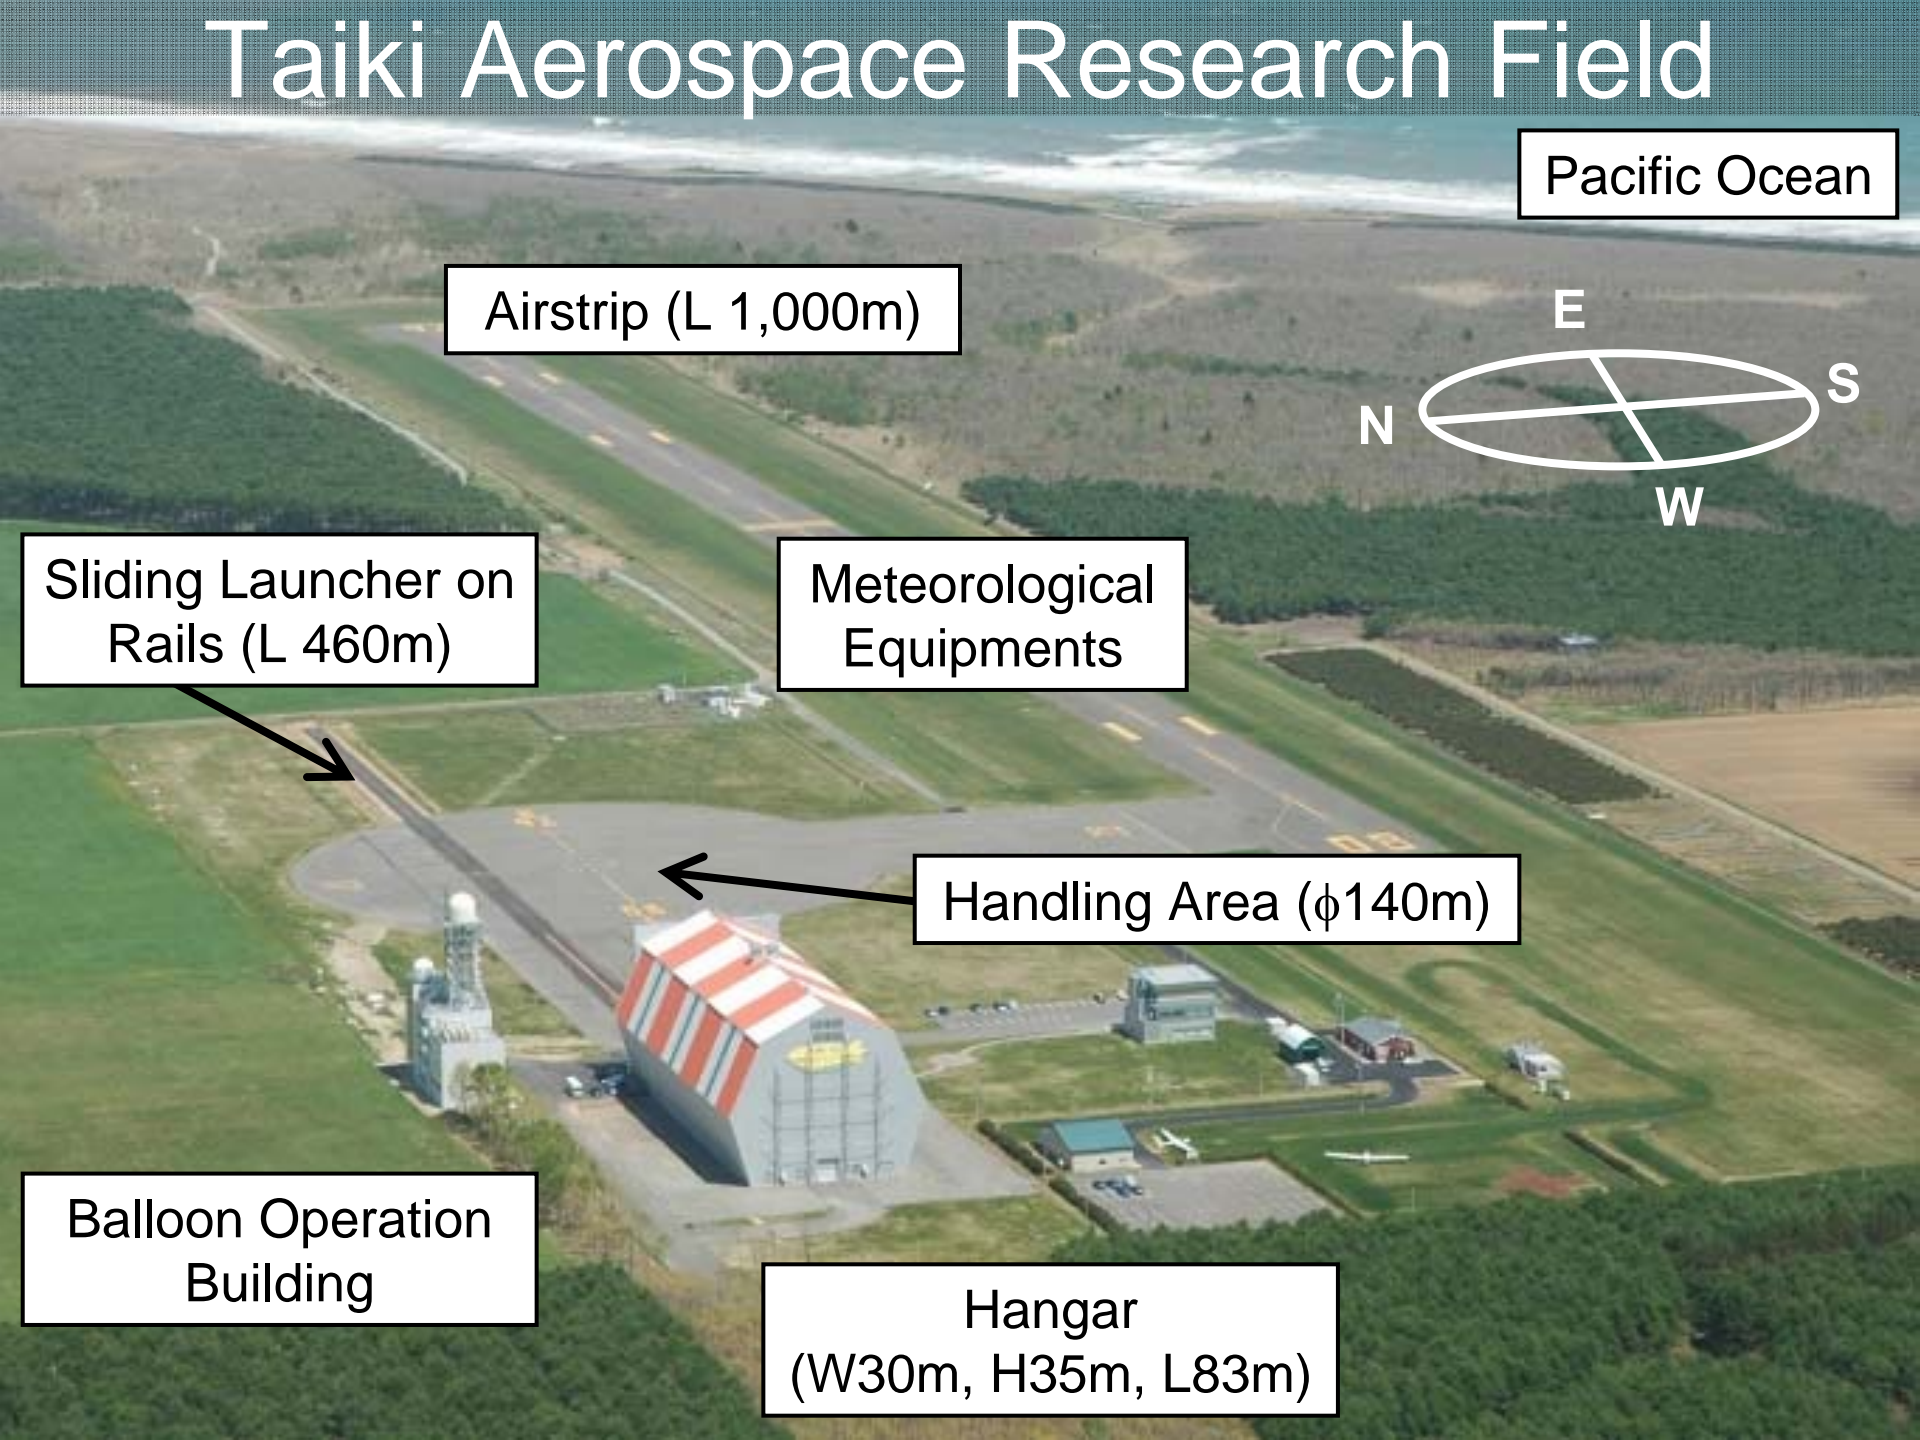 Taiki Aerospace Research Field
Pacific Ocean
Airstrip (L 1,000m)
E
S
N
W
Sliding Launcher on
Rails (L 460m)
Meteorological
Equipments
08
Handling Area (ϕ140m)
Balloon Operation
Building
Hangar
(W30m, H35m, L83m)